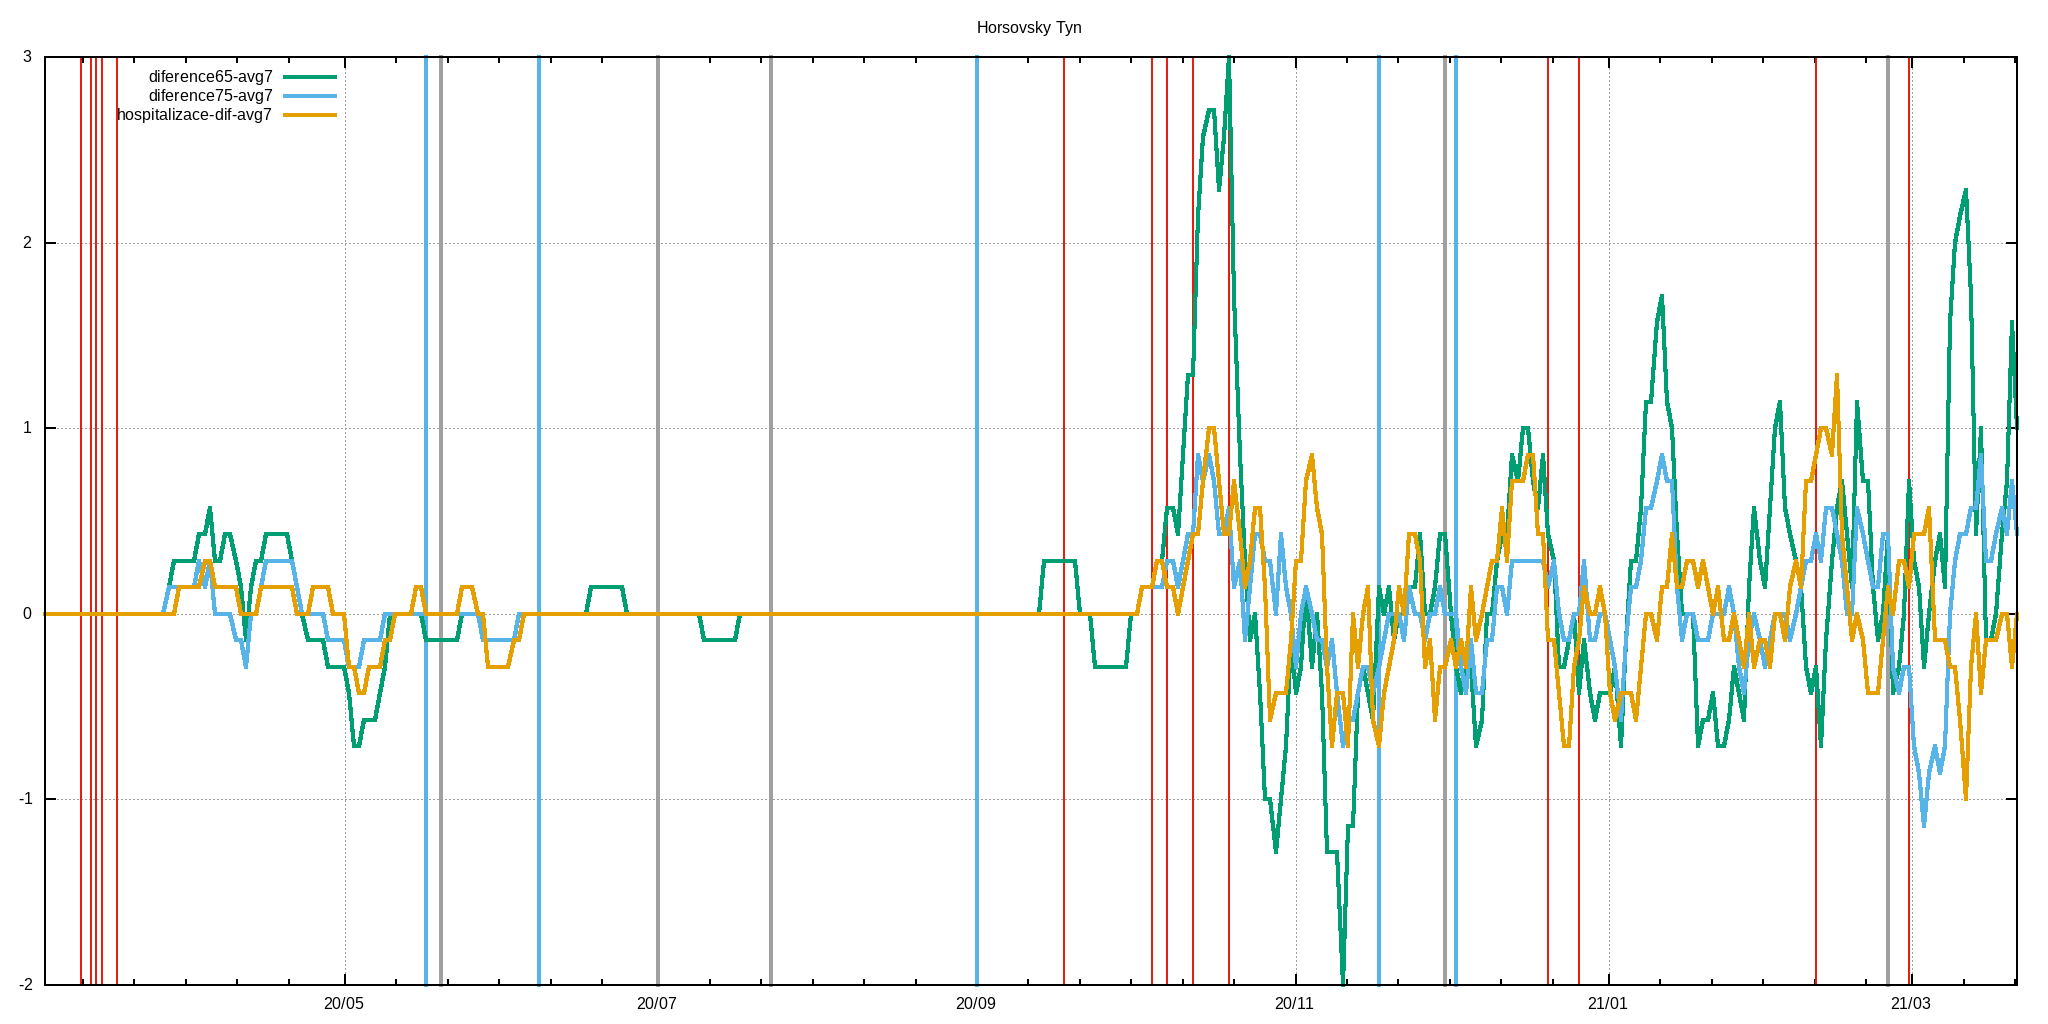 Horsovsky Tyn
3
diference65-avg7
diference75-avg7
hospitalizace-dif-avg7
2
1
0
-1
-2
20/05 20/07 20/09 20/11 21/01 21/03